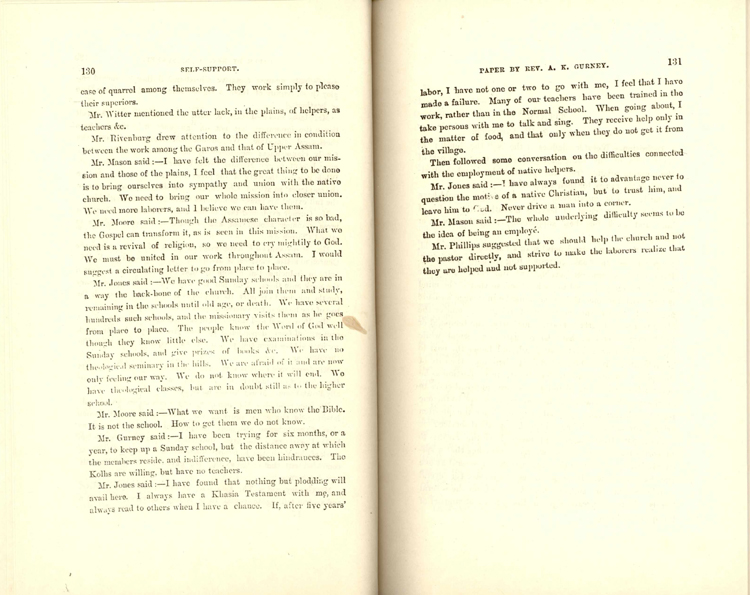 130
SELF-SUPPORT.
case of quarrel among themselves. They work simply to please
their superiors.
Mr. Witter mentioned the utter lack, in the plains, of helpers, as
teachers &c.
Mr. Rivenburg drew attention to the difference in condition
between the work among the Garos and that of Upper Assam.
Mr. Mason said :—I have felt the difference between our mis-
sion and those of the plains, I feel that the great thing to be done
is to bring ourselves into sympathy and union with the native
church. We need to bring our whole mission into closer union.
We need more laborers, and I believe we can have them.
Mr. Moore said :—Though the Assamese character is so bad,
the Gospel can transform it, as is seen in this mission. What we
need is a revival of religion, so we need to cry mightily to God.
We must be united in our work throughout Assam. I would
suggest a circulating letter to go from place to place.
Mr. Jones said :—We have good Sunday schools and they are in
a way the back-bone of the church. All join them and study,
remaining in the schools until old age, or death. We have several
hundreds such schools, and the missionary visits them as he goes
from place to place. The people know the Word of God well
though they know little else. We have examinations in the
Sunday schools, and give prizes of books &c. We have no
theological seminary in the hills. We are afraid of it and are now
only feeling our way. We do not know where it will end. We
have theological classes, but are in doubt still as to the higher
school.
Mr. Moore said :—What we want is men who know the Bible.
It is not the school. How to get them we do not know.
Mr. Gurney said :—I have been trying for six months, or a
year, to keep up a Sunday school, but the distance away at which
the members reside, and indifference, have been hindrances. The
Kolhs are willing, but have no teachers.
Mr. Jones said :—I have found that nothing but plodding will
avail here. I always have a Khasia Testament with me, and
always read to others when I have a chance. If, after five years'
PAPER BY REV. A. K. GURNEY.
131
labor, I have not one or two to go with me, I feel that I have
made a failure. Many of our teachers have been trained in the
work, rather than in the Normal School. When going about, I
take persons with me to talk and sing. They receive help only in
the matter of food, and that only when they do not get it from
the village.
Then followed some conversation on the difficulties connected
with the employment of native helpers.
Mr. Jones said :—I have always found it to advantage never to
question the motive of a native Christian, but to trust him, and
leave him to God. Never drive a man into a corner.
Mr. Mason said :—The whole underlying difficulty seems to be
the idea of being an employé.
Mr. Phillips suggested that we should help the church and not
the pastor directly, and strive to make the laborers realize that
they are helped and not supported.